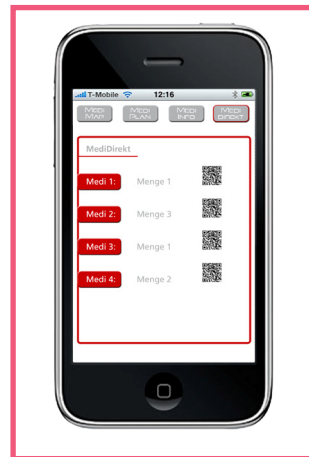 T-Mobile 12:16
MEDI MAP MEDI PLAN MEDI INFO MEDI DIREKT
MediDirekt
Medi 1: Menge 1
Medi 2: Menge 3
Medi 3: Menge 1
Medi 4: Menge 2